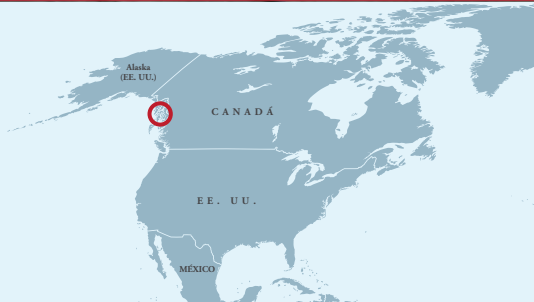 Alaska
(EE. UU.)
CANADÁ
EE. UU.
MÉXICO